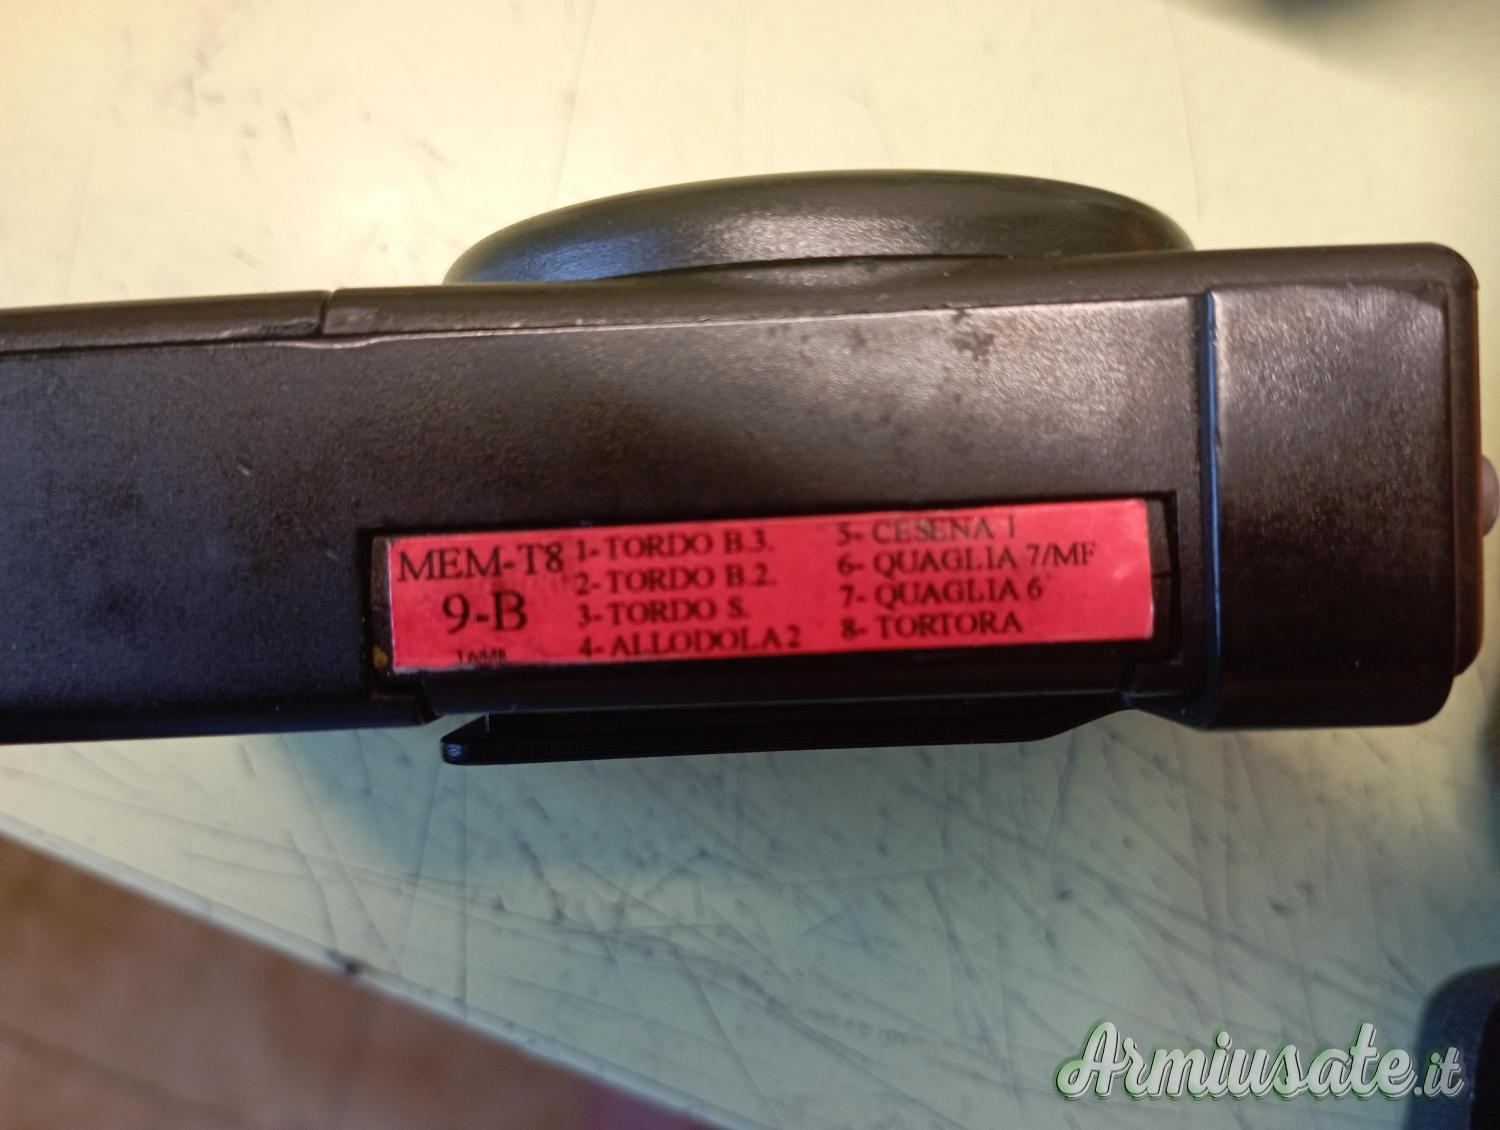 MEM-T8
9-B
16MB
1- TORDO B.3.
2- TORDO B.2.
3- TORDO S.
4- ALLODOLA 2
5- CESENA 1
6- QUAGLIA 7/MF
7- QUAGLIA 6
8- TORTORA
Armiusate.it